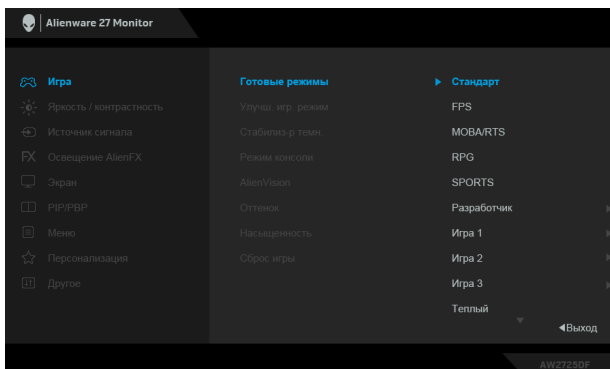 Alienware 27 Monitor
Игра
Готовые режимы
Стандарт
Яркость / контрастность
Улучш. игр. режим
FPS
Источник сигнала
Стабилиз-р темн.
MOBA/RTS
Освещение AlienFX
Режим консоли
RPG
Экран
AlienVision
SPORTS
PIP/PBP
Оттенок
Разработчик
Меню
Насыщенность
Игра 1
Персонализация
Сброс игры
Игра 2
Другое
Игра 3
Теплый
Выход
AW2725DF